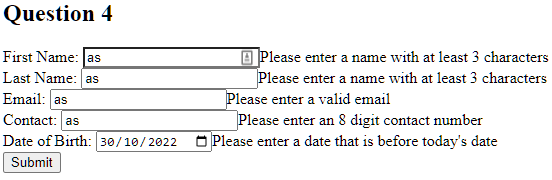 Question 4
First Name: as Please enter a name with at least 3 characters
Last Name: as Please enter a name with at least 3 characters
Email: as Please enter a valid email
Contact: as Please enter an 8 digit contact number
Date of Birth: 30/10/2022 Please enter a date that is before today's date
Submit